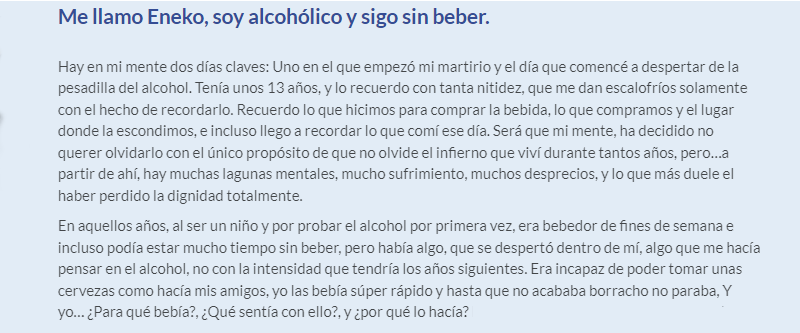 Me llamo Eneko, soy alcohólico y sigo sin beber.
Hay en mi mente dos días claves: Uno en el que empezó mi martirio y el día que comencé a despertar de la
pesadilla del alcohol. Tenía unos 13 años, y lo recuerdo con tanta nitidez, que me dan escalofríos solamente
con el hecho de recordarlo. Recuerdo lo que hicimos para comprar la bebida, lo que compramos y el lugar
donde la escondimos, e incluso llego a recordar lo que comí ese día. Será que mi mente, ha decidido no
querer olvidarlo con el único propósito de que no olvide el infierno que viví durante tantos años, pero...a
partir de ahí, hay muchas lagunas mentales, mucho sufrimiento, muchos desprecios, y lo que más duele el
haber perdido la dignidad totalmente.
En aquellos años, al ser un niño y por probar el alcohol por primera vez, era bebedor de fines de semana e
incluso podía estar mucho tiempo sin beber, pero había algo, que se despertó dentro de mí, algo que me hacía
pensar en el alcohol, no con la intensidad que tendría los años siguientes. Era incapaz de poder tomar unas
cervezas como hacía mis amigos, yo las bebía súper rápido y hasta que no acababa borracho no paraba, Y
yo... ¿Para qué bebía?, ¿Qué sentía con ello?, y ¿por qué lo hacía?